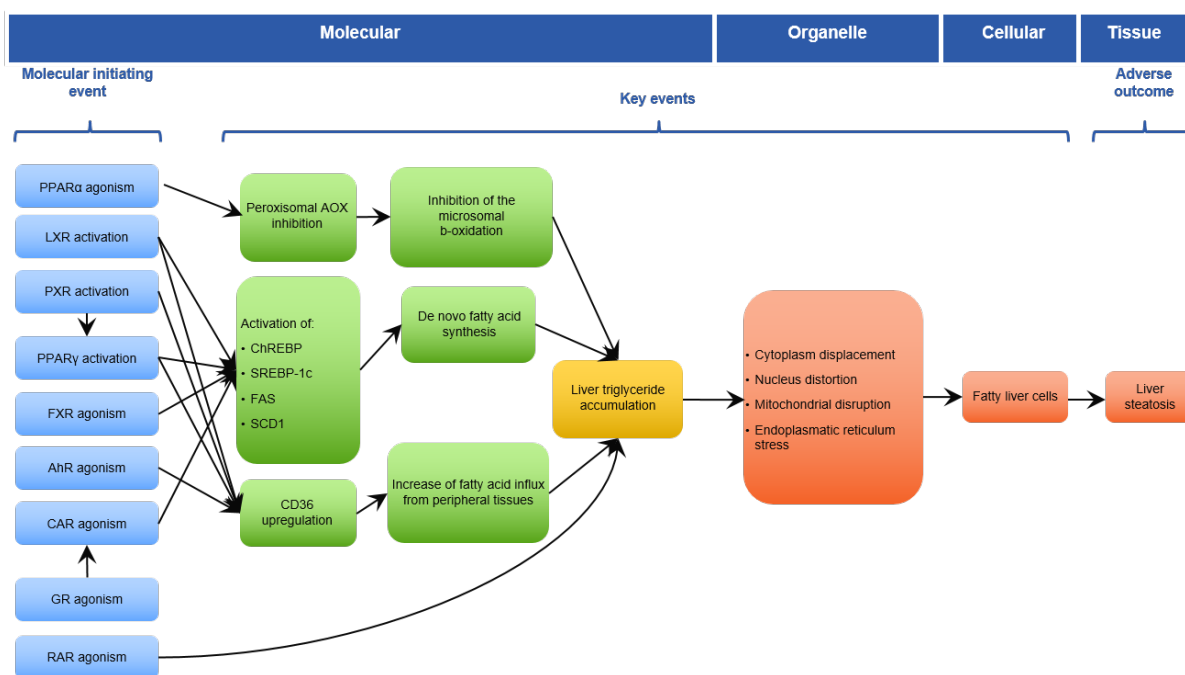 Molecular
Organelle
Cellular
Tissue
Molecular initiating
event
Key events
Adverse
outcome
PPARα agonism
LXR activation
PXR activation
PPARγ activation
FXR agonism
AhR agonism
CAR agonism
GR agonism
RAR agonism
Peroxisomal AOX
inhibition
Inhibition of the
microsomal
b-oxidation
Activation of:
• ChREBP
• SREBP-1c
• FAS
• SCD1
De novo fatty acid
synthesis
CD36
upregulation
Increase of fatty acid influx
from peripheral tissues
Liver triglyceride
accumulation
• Cytoplasm displacement
• Nucleus distortion
• Mitochondrial disruption
• Endoplasmatic reticulum
stress
Fatty liver cells
Liver
steatosis